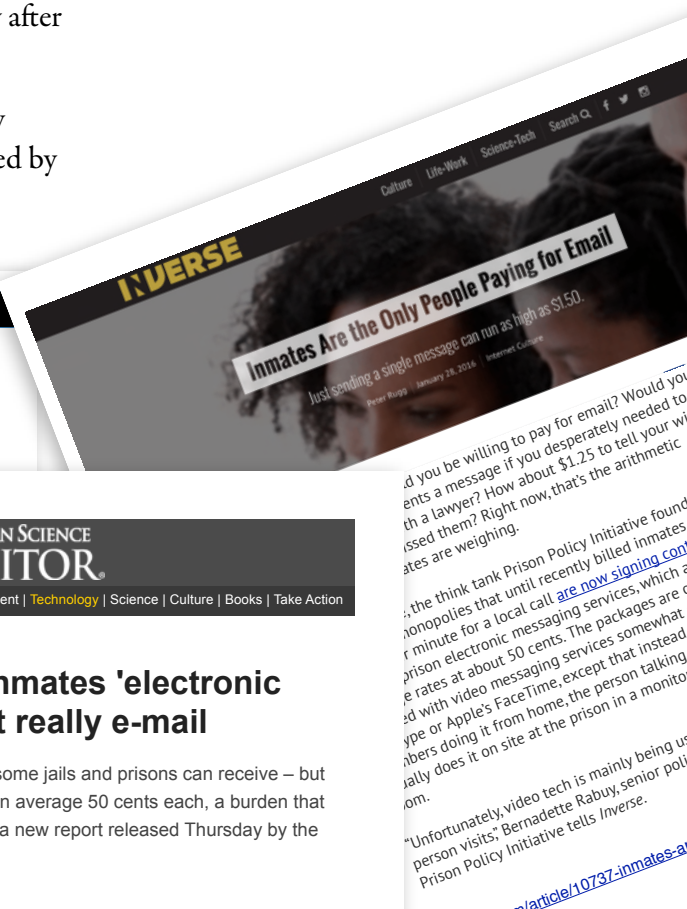 after
ed by
Culture Life+Work Science+Tech Search
INVERSE
Inmates Are the Only People Paying for Email
Just sending a single message can run as high as $1.50.
Peter Rugg January 28, 2016 Internet Culture
d you be willing to pay for email? Would you
ents a message if you desperately needed to
th a lawyer? How about $1.25 to tell your wi
ssed them? Right now, that's the arithmetic
ates are weighing.
, the think tank Prison Policy Initiative found
onopolies that until recently billed inmates
r minute for a local call are now signing cont
prison electronic messaging services, which a
e rates at about 50 cents. The packages are o
ed with video messaging services somewhat
ype or Apple's FaceTime, except that instead
bers doing it from home, the person talking
ally does it on site at the prison in a monitor
om.
"Unfortunately, video tech is mainly being us
person visits," Bernadette Rabuy, senior poli
Prison Policy Initiative tells Inverse.
/article/10737-inmates-a
N SCIENCE
ITOR
ent | Technology | Science | Culture | Books | Take Action
nmates 'electronic
t really e-mail
some jails and prisons can receive – but
n average 50 cents each, a burden that
a new report released Thursday by the